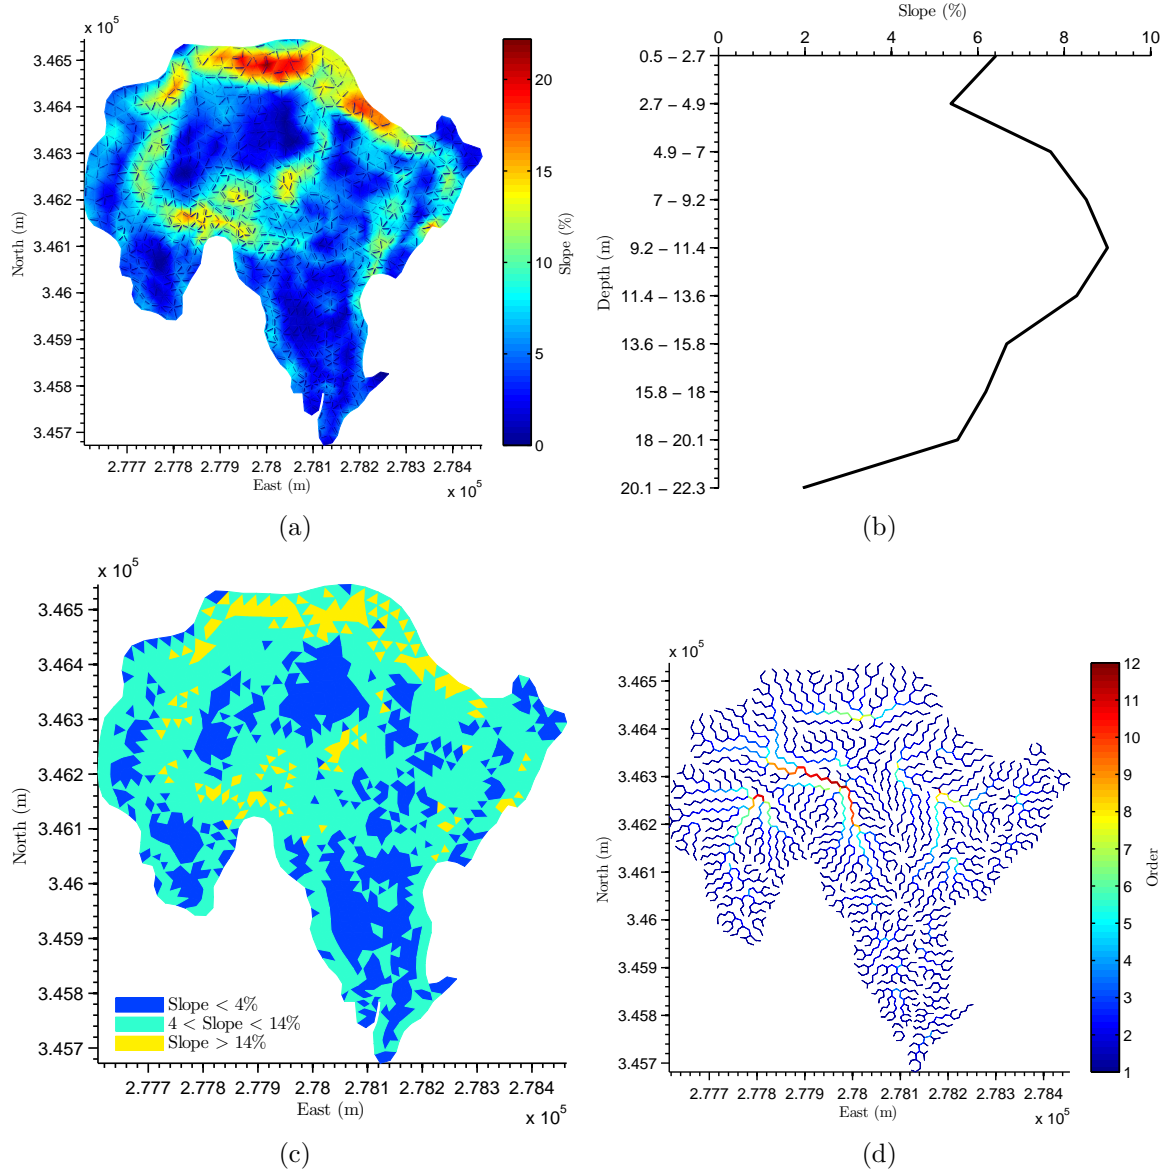 x 10⁵
3.465
3.464
3.463
3.462
3.461
3.46
3.459
3.458
3.457
North (m)
2.777 2.778 2.779 2.78 2.781 2.782 2.783 2.784
East (m)
x 10⁵
20
15
10
5
0
Slope (%)
(a)
Slope (%)
0 2 4 6 8 10
0.5 – 2.7
2.7 – 4.9
4.9 – 7
7 – 9.2
9.2 – 11.4
11.4 – 13.6
13.6 – 15.8
15.8 – 18
18 – 20.1
20.1 – 22.3
Depth (m)
(b)
x 10⁵
3.465
3.464
3.463
3.462
3.461
3.46
3.459
3.458
3.457
North (m)
Slope < 4%
4 < Slope < 14%
Slope > 14%
2.777 2.778 2.779 2.78 2.781 2.782 2.783 2.784
East (m)
x 10⁵
(c)
x 10⁵
3.465
3.464
3.463
3.462
3.461
3.46
3.459
3.458
3.457
North (m)
2.777 2.778 2.779 2.78 2.781 2.782 2.783 2.784
East (m)
x 10⁵
12
11
10
9
8
7
6
5
4
3
2
1
Order
(d)